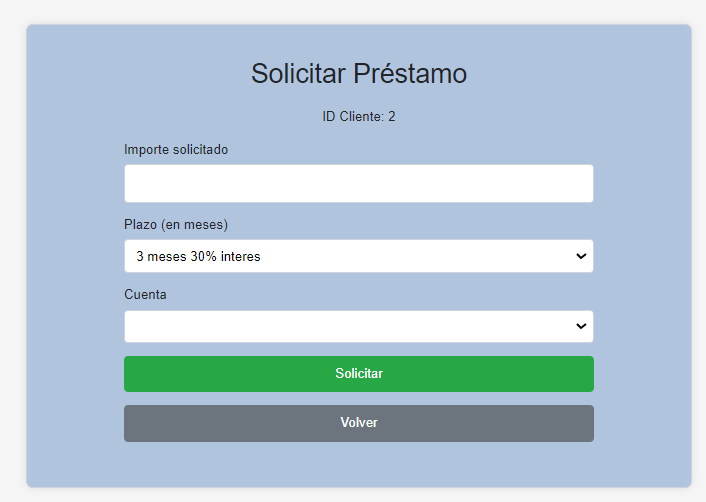 Solicitar Préstamo
ID Cliente: 2
Importe solicitado
Plazo (en meses)
3 meses 30% interes
Cuenta
Solicitar
Volver